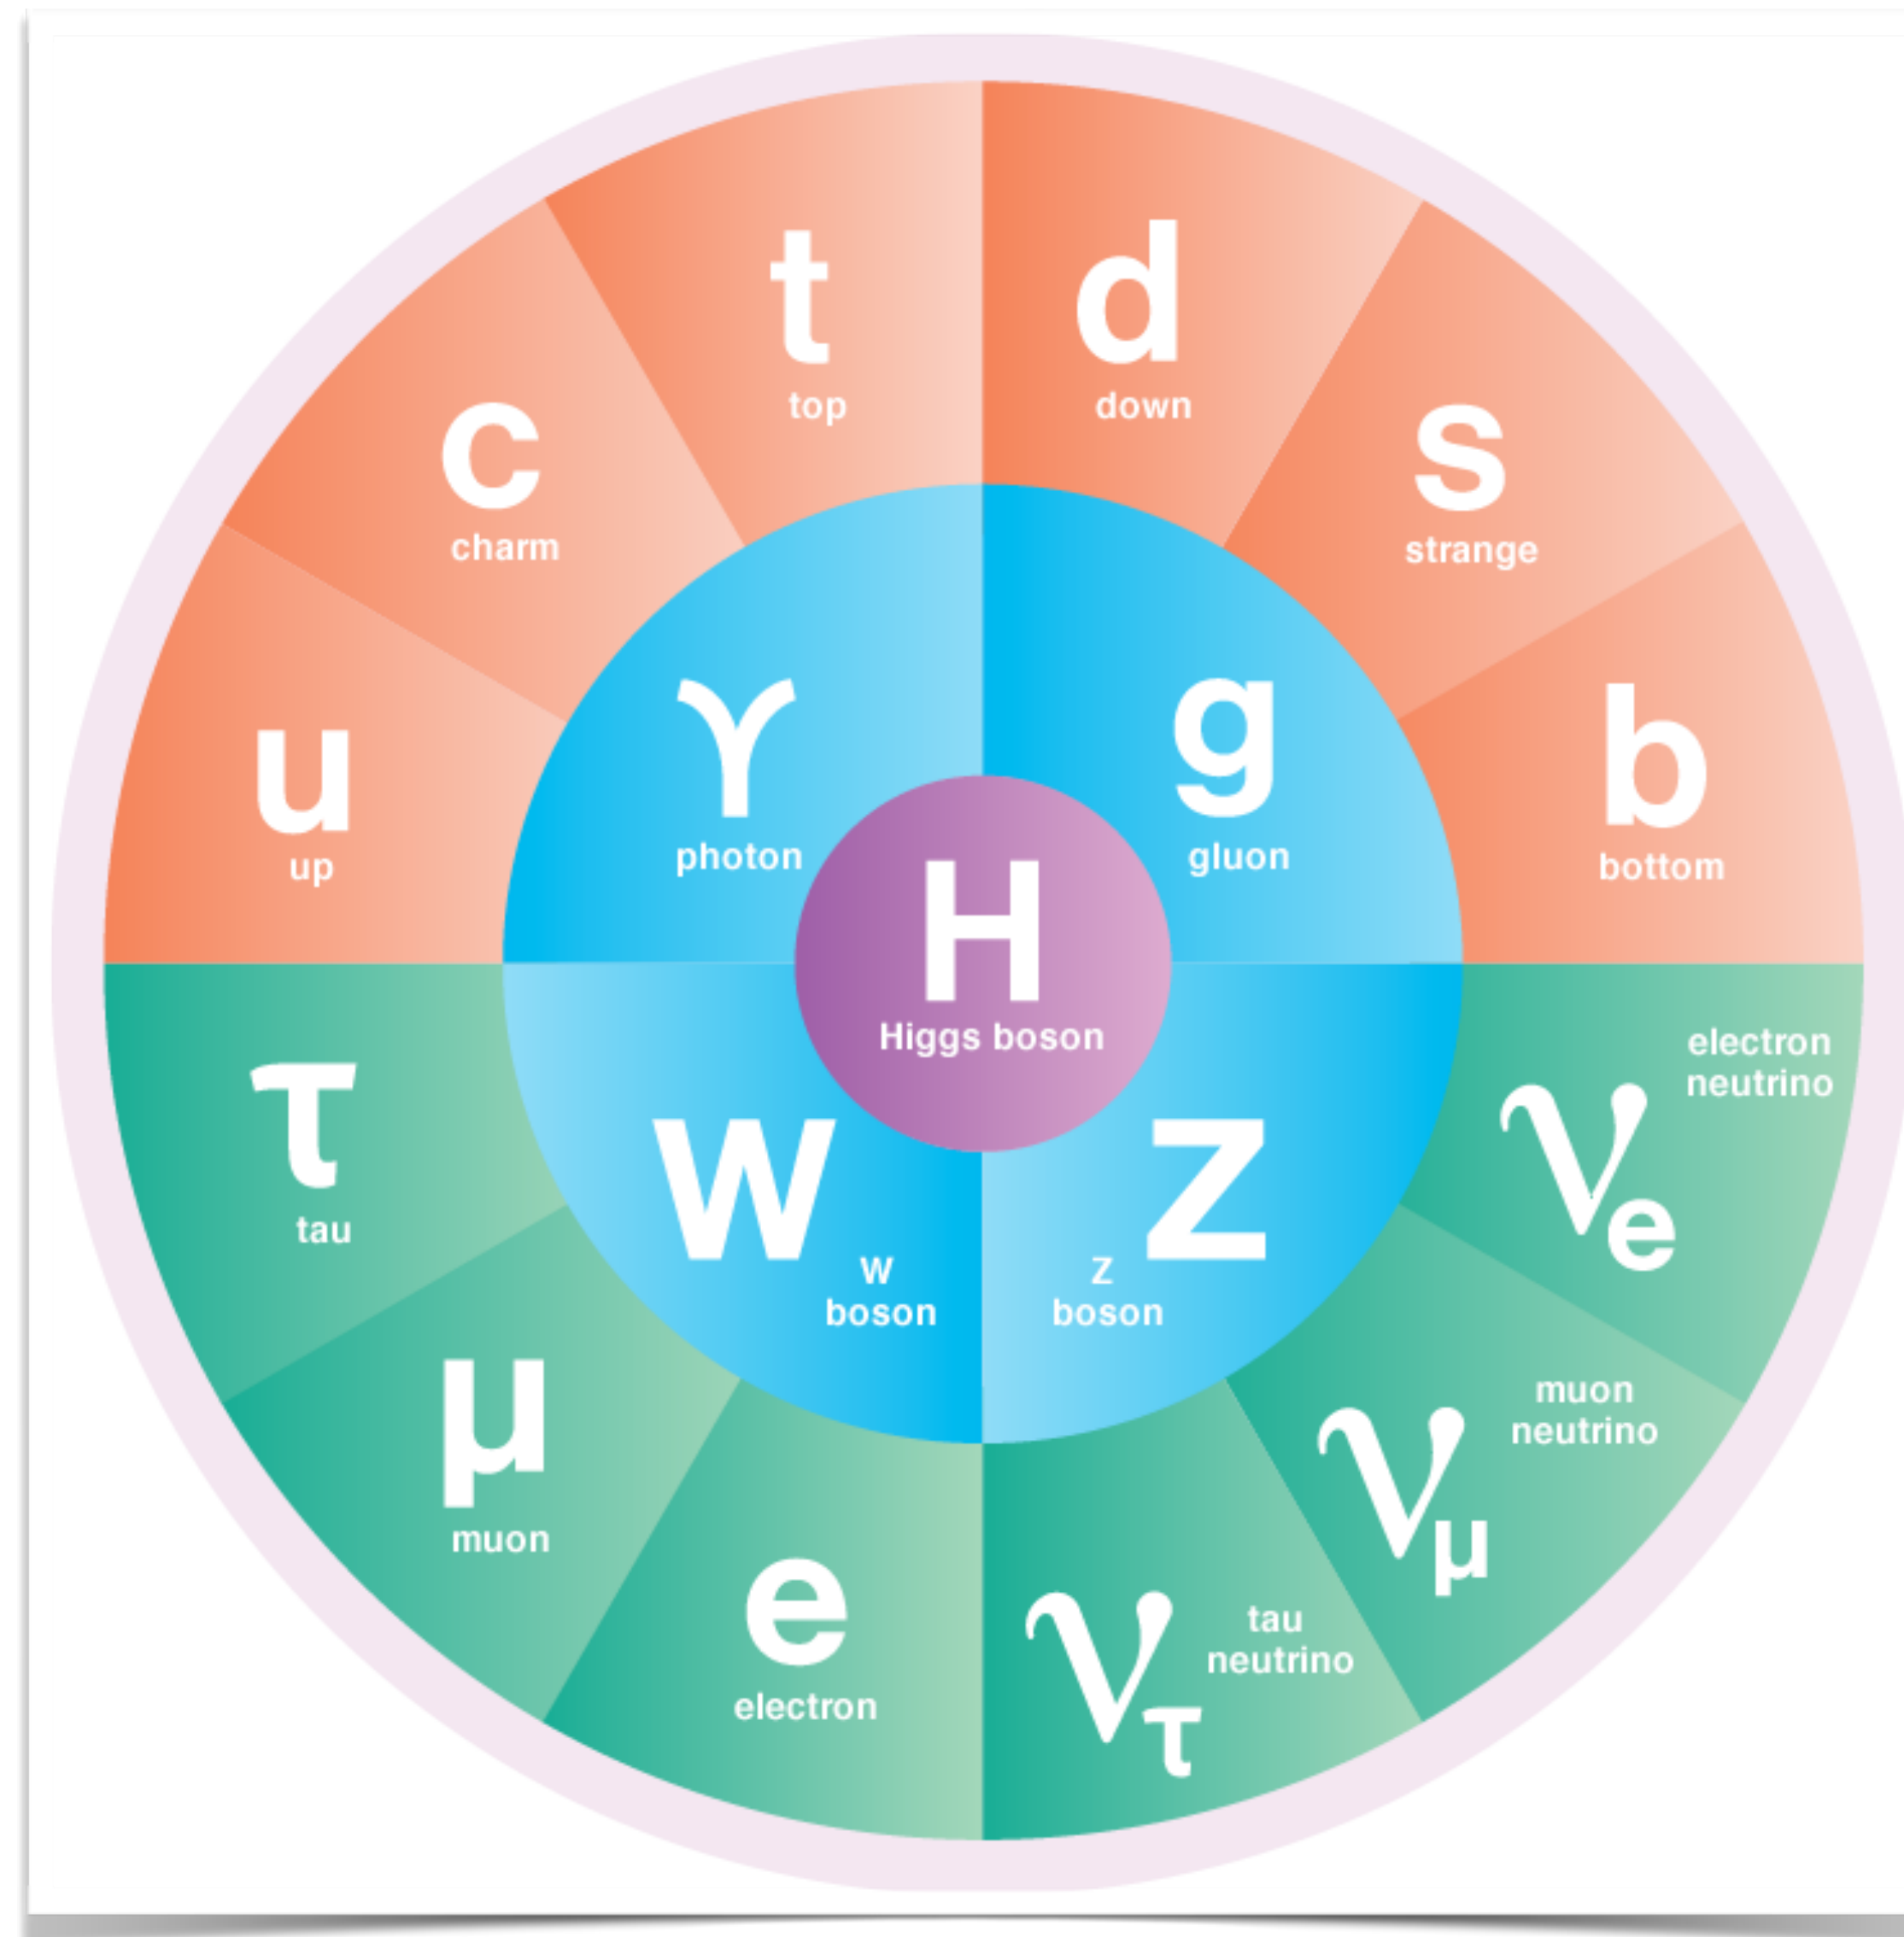 t
top
d
down
c
charm
s
strange
u
up
γ
photon
g
gluon
b
bottom
H
Higgs boson
τ
tau
W
W
boson
Z
Z
boson
electron
neutrino
νe
μ
muon
muon
neutrino
νμ
e
electron
tau
neutrino
ντ